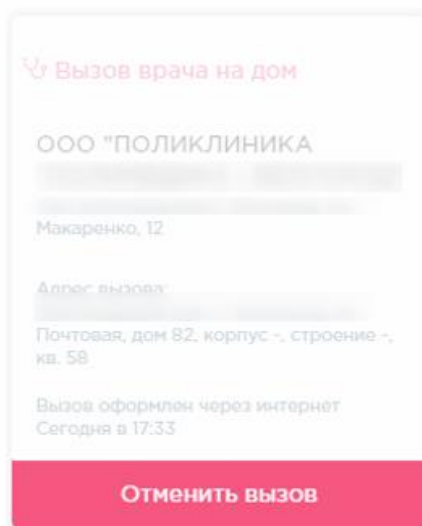 Вызов врача на дом
ООО "ПОЛИКЛИНИКА
Макаренко, 12
Адрес вызова:
Почтовая, дом 82, корпус -, строение -,
кв. 58
Вызов оформлен через интернет
Сегодня в 17:33
Отменить вызов